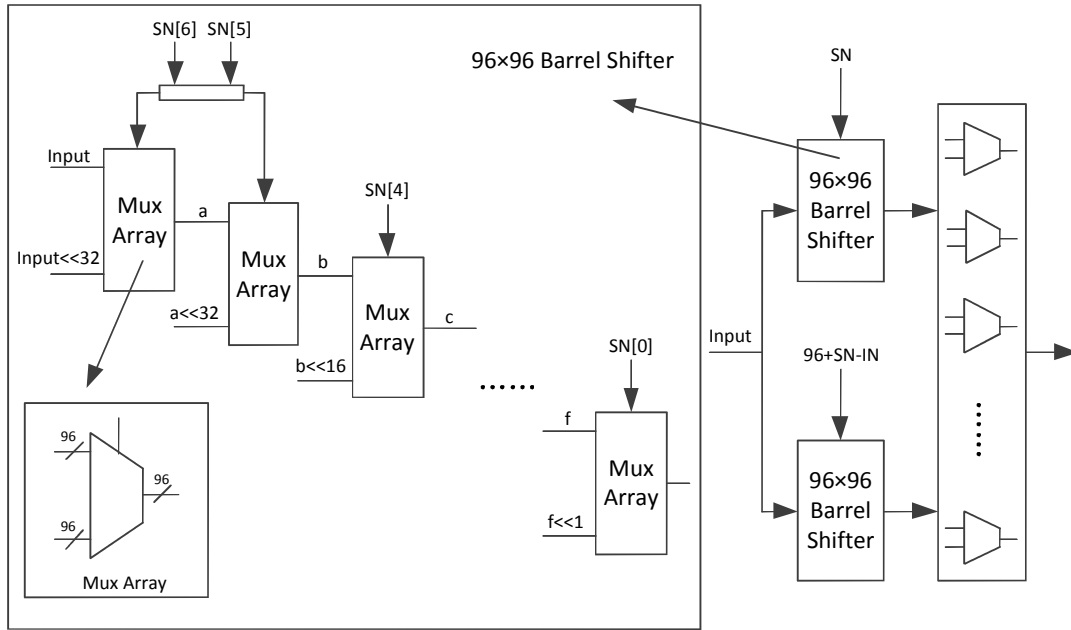 SN[6] SN[5]
96×96 Barrel Shifter
Input
Mux
Array
Input<<32
a
Mux
Array
a<<32
SN[4]
b
Mux
Array
b<<16
c
......
SN[0]
f
Mux
Array
f<<1
96
96
96
Mux Array
SN
96×96
Barrel
Shifter
Input
96+SN-IN
96×96
Barrel
Shifter
......